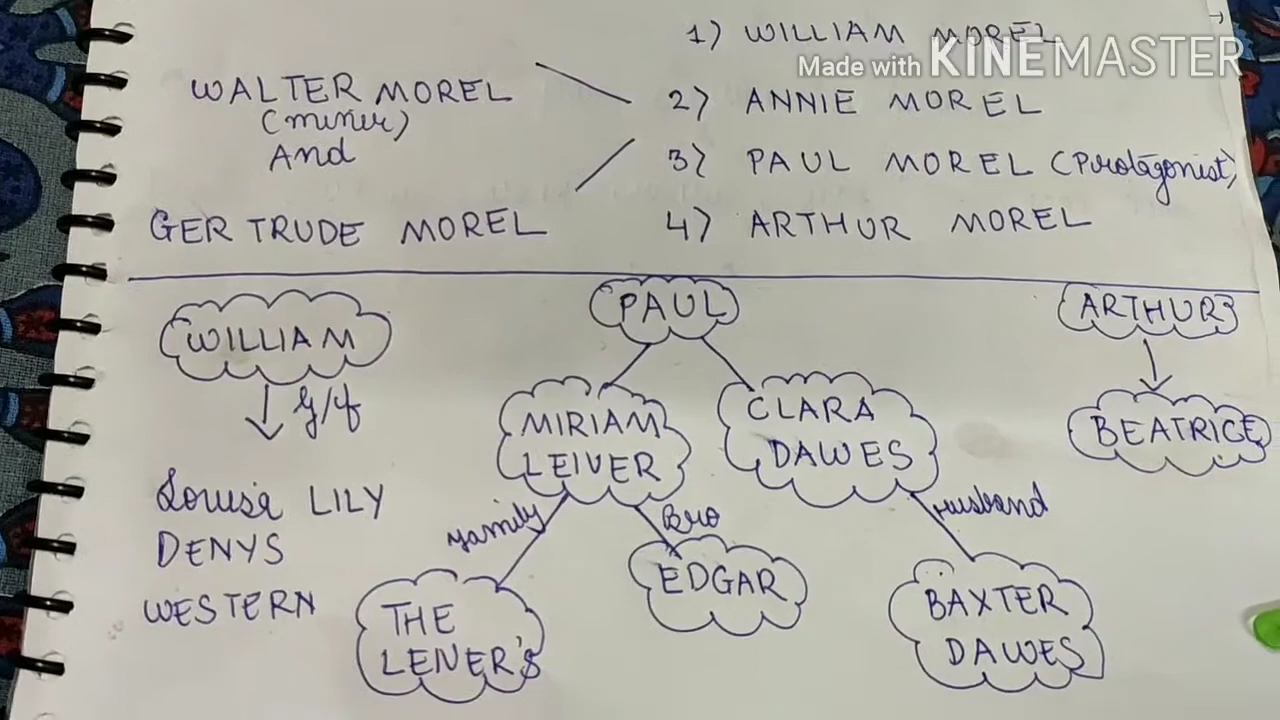 1) WILLIAM MOREL
Made with KINEMASTER
WALTER MOREL
(miner)
And
GERTRUDE MOREL
2) ANNIE MOREL
3) PAUL MOREL (Protagonist)
4) ARTHUR MOREL
WILLIAM
g/f
Louisa LILY
DENYS
WESTERN
PAUL
MIRIAM
LEIVER
family
THE
LEIVER'S
Bro
EDGAR
CLARA
DAWES
Husband
BAXTER
DAWES
ARTHUR
BEATRICE